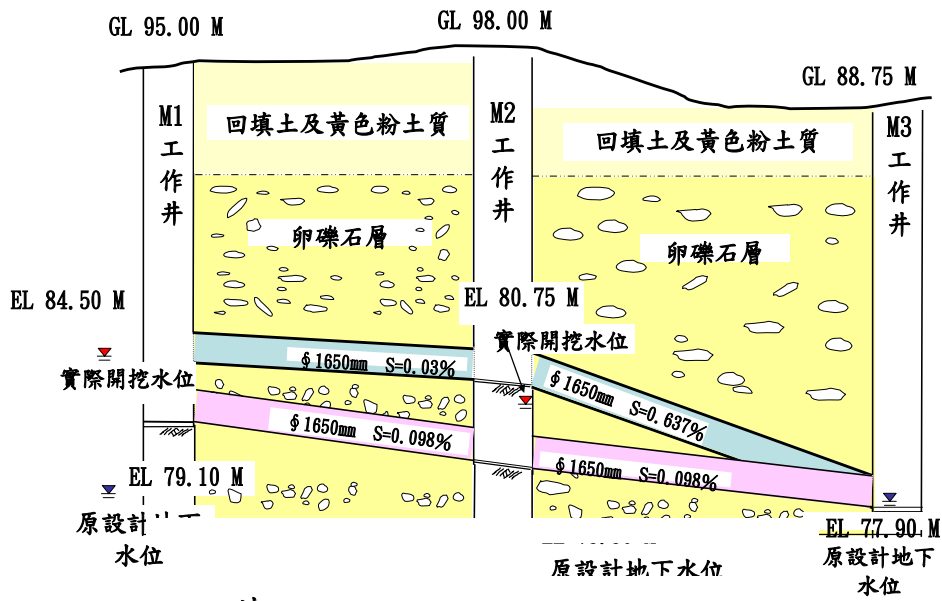 GL 95.00 M
GL 98.00 M
GL 88.75 M
M1
工
作
井
回填土及黃色粉土質
M2
工
作
井
回填土及黃色粉土質
M3
工
作
井
卵礫石層
卵礫石層
EL 84.50 M
EL 80.75 M
實際開挖水位
實際開挖水位
∮1650mm S=0.03%
∮1650mm S=0.637%
∮1650mm S=0.098%
∮1650mm S=0.098%
EL 79.10 M
原設計地下
水位
EL 77.90 M
原設計地下
水位
原設計地下水位